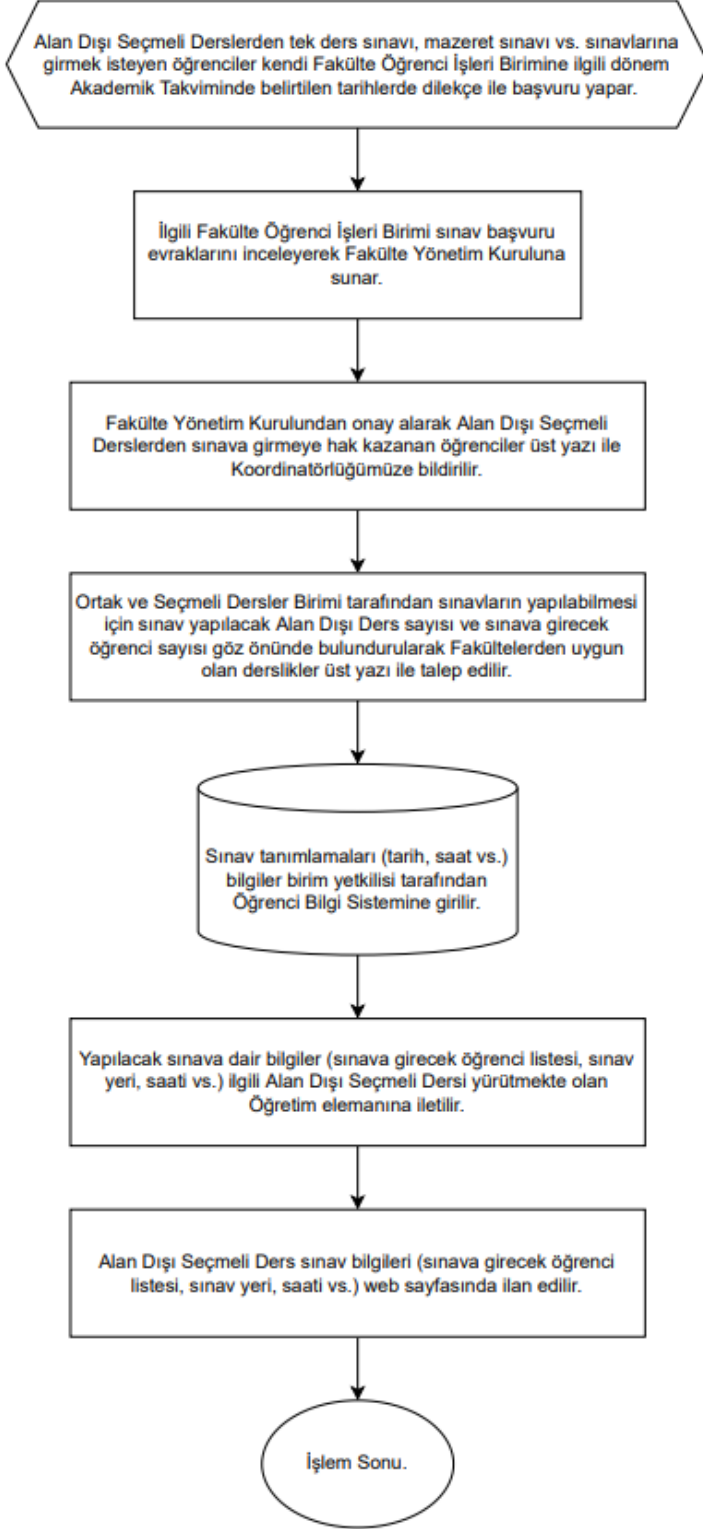 Alan Dışı Seçmeli Derslerden tek ders sınavı, mazeret sınavı vs. sınavlarına
girmek isteyen öğrenciler kendi Fakülte Öğrenci İşleri Birimine ilgili dönem
Akademik Takviminde belirtilen tarihlerde dilekçe ile başvuru yapar.
İlgili Fakülte Öğrenci İşleri Birimi sınav başvuru
evraklarını inceleyerek Fakülte Yönetim Kuruluna
sunar.
Fakülte Yönetim Kurulundan onay alarak Alan Dışı Seçmeli
Derslerden sınava girmeye hak kazanan öğrenciler üst yazı ile
Koordinatörlüğümüze bildirilir.
Ortak ve Seçmeli Dersler Birimi tarafından sınavların yapılabilmesi
için sınav yapılacak Alan Dışı Ders sayısı ve sınava girecek
öğrenci sayısı göz önünde bulundurularak Fakültelerden uygun
olan derslikler üst yazı ile talep edilir.
Sınav tanımlamaları (tarih, saat vs.)
bilgiler birim yetkilisi tarafından
Öğrenci Bilgi Sistemine girilir.
Yapılacak sınava dair bilgiler (sınava girecek öğrenci listesi, sınav
yeri, saati vs.) ilgili Alan Dışı Seçmeli Dersi yürütmekte olan
Öğretim elemanına iletilir.
Alan Dışı Seçmeli Ders sınav bilgileri (sınava girecek öğrenci
listesi, sınav yeri, saati vs.) web sayfasında ilan edilir.
İşlem Sonu.